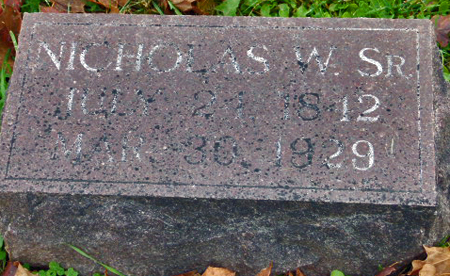 NICHOLAS W. SR.
JULY 24, 1842
MAR. 30, 1929